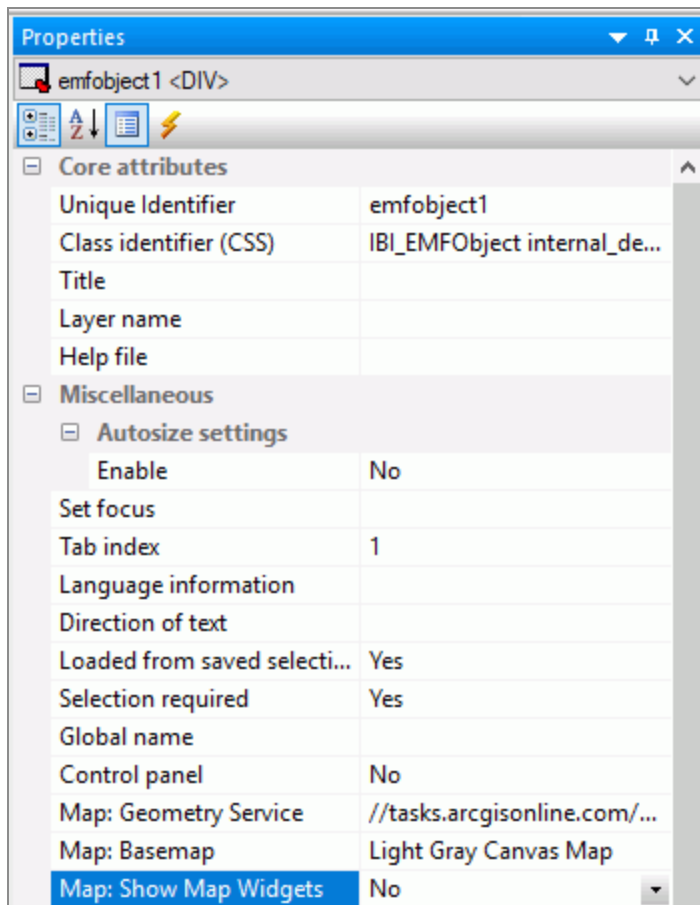 Properties
emfobject1 <DIV>
Core attributes
Unique Identifier emfobject1
Class identifier (CSS) IBI_EMFObject internal_de...
Title
Layer name
Help file
Miscellaneous
Autosize settings
Enable No
Set focus
Tab index 1
Language information
Direction of text
Loaded from saved selecti... Yes
Selection required Yes
Global name
Control panel No
Map: Geometry Service //tasks.arcgisonline.com/...
Map: Basemap Light Gray Canvas Map
Map: Show Map Widgets No